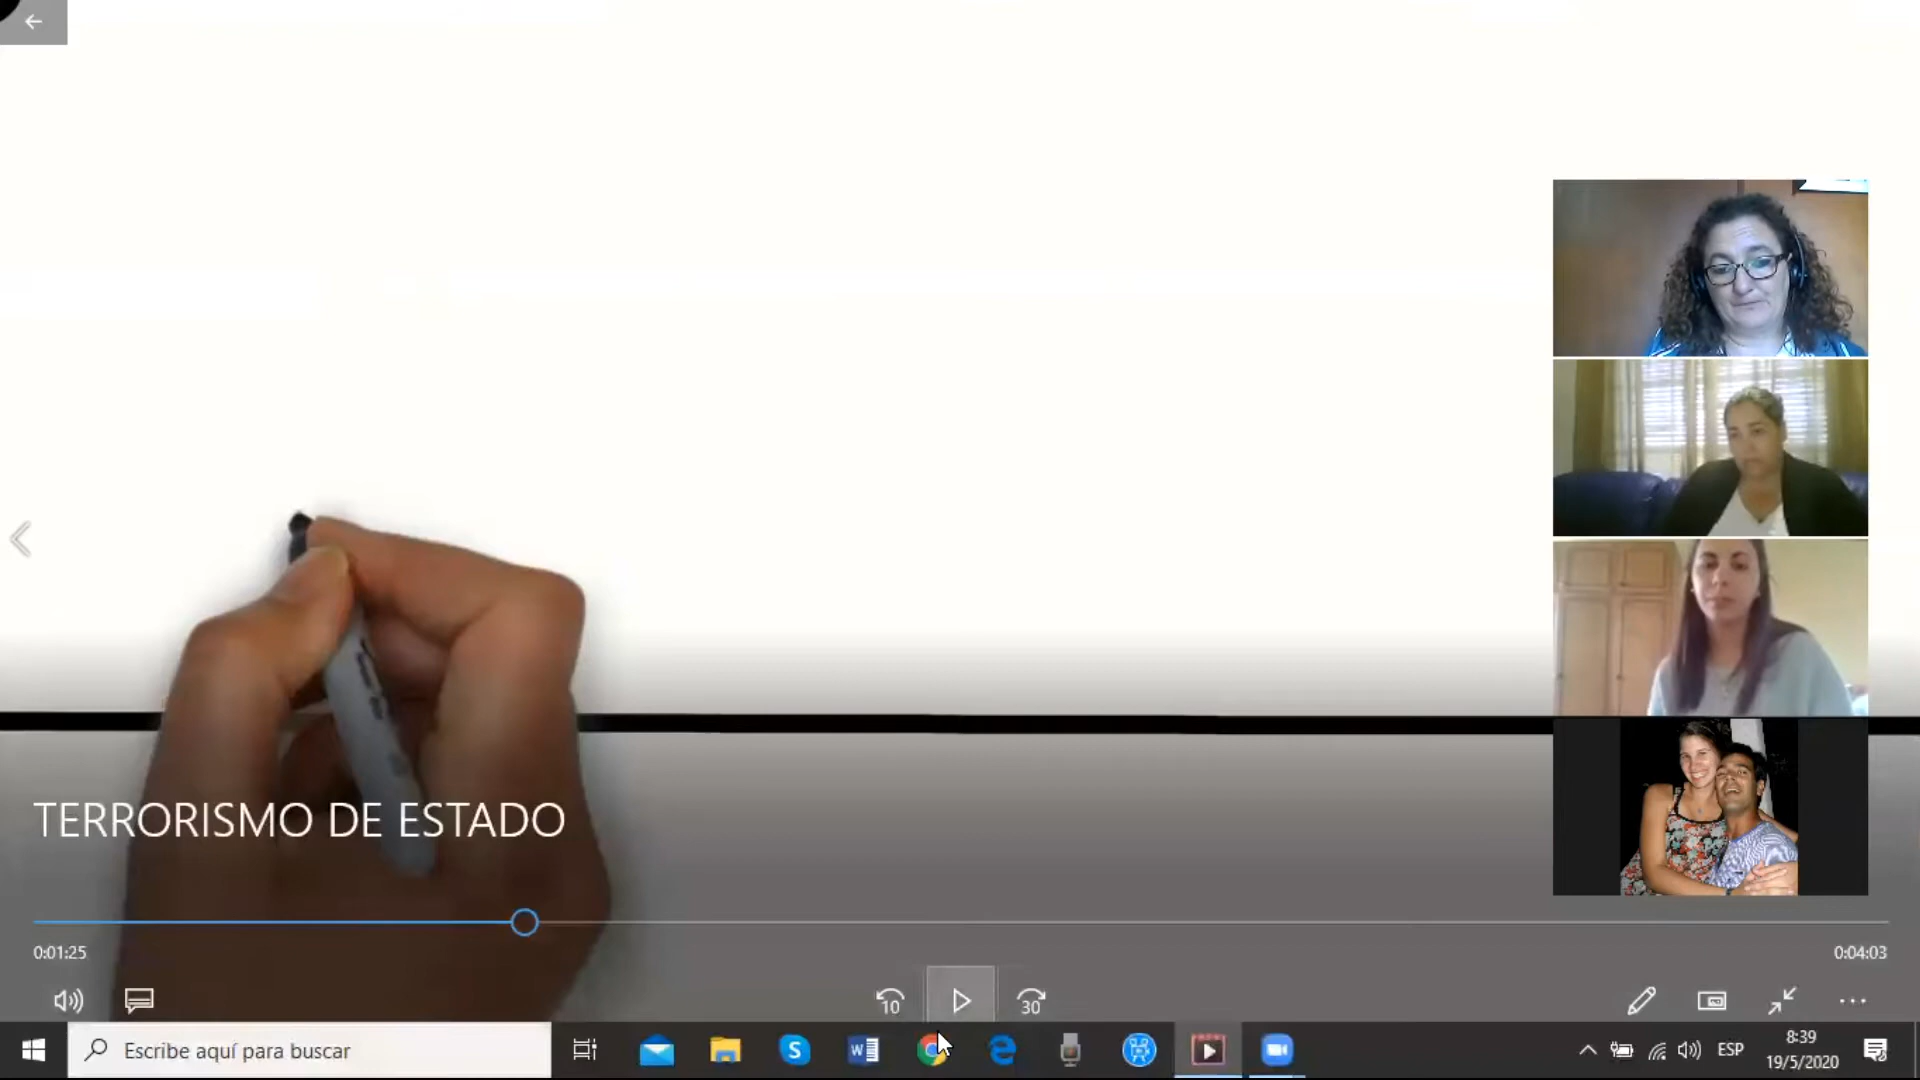 TERRORISMO DE ESTADO
0:01:25
0:04:03
10
30
Escribe aquí para buscar
ESP
8:39
19/5/2020